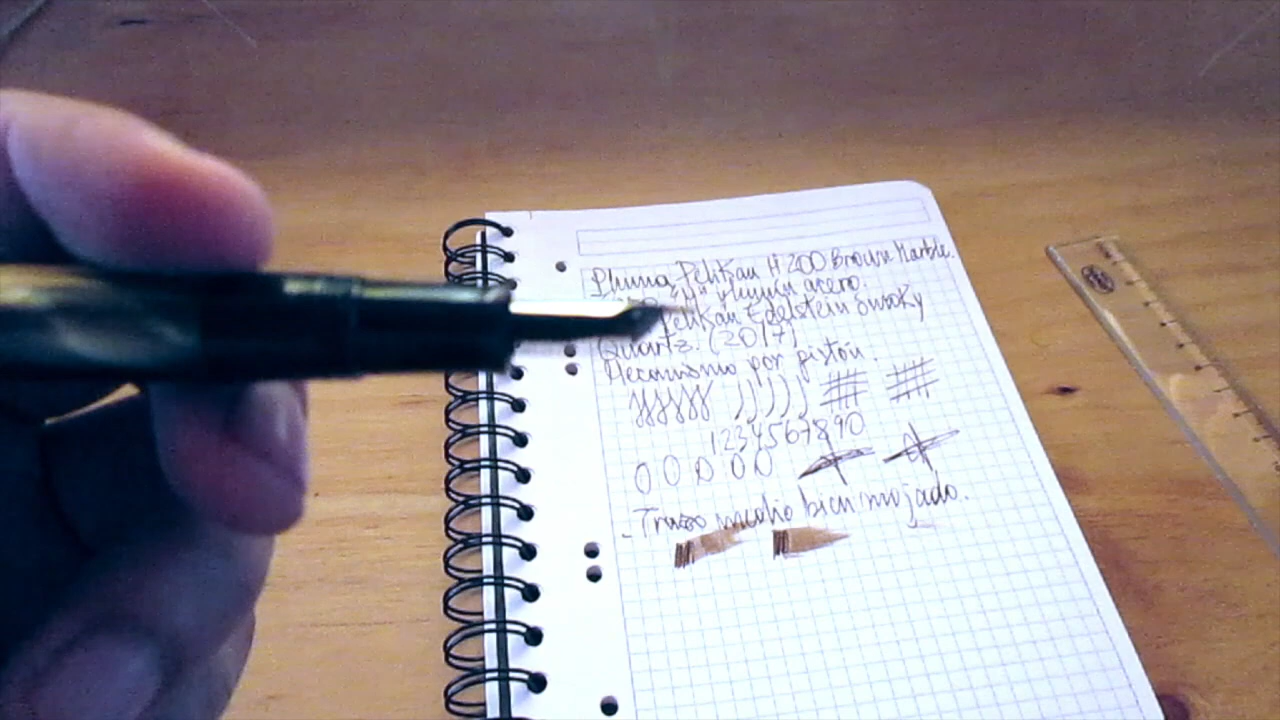 Pluma Pelikan M200 Brown Marble.
"M" plumín acero.
Pelikan Edelstein Smoky
Quartz. (2017)
Mecanismo por pistón.
1234567890
O O O O O
- Trazo medio bien mojado.